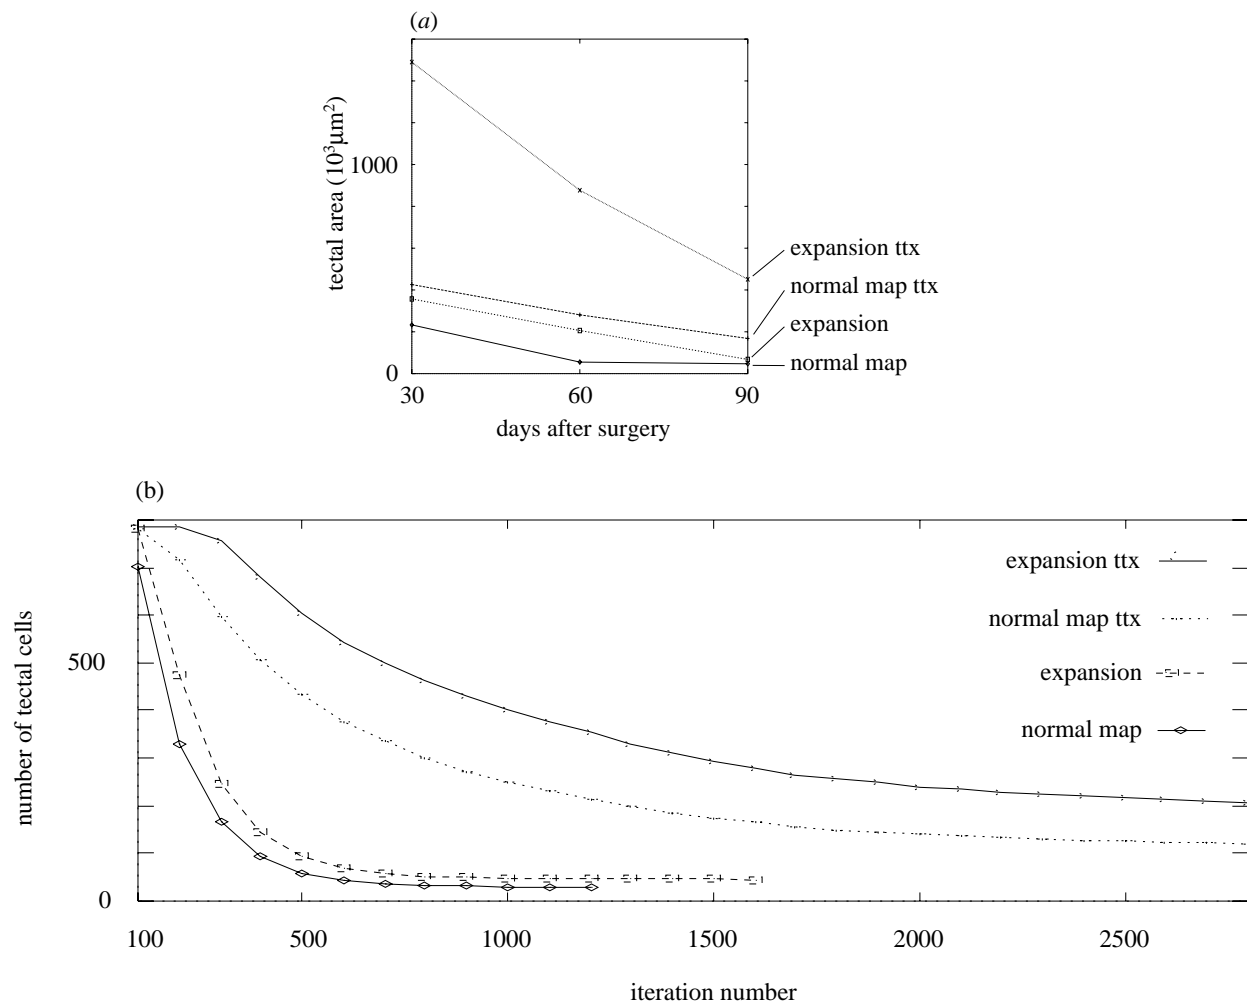 (a)
tectal area (10³µm²)
1000
0
30 60 90
days after surgery
expansion ttx
normal map ttx
expansion
normal map
(b)
number of tectal cells
500
0
expansion ttx
normal map ttx
expansion
normal map
100 500 1000 1500 2000 2500
iteration number